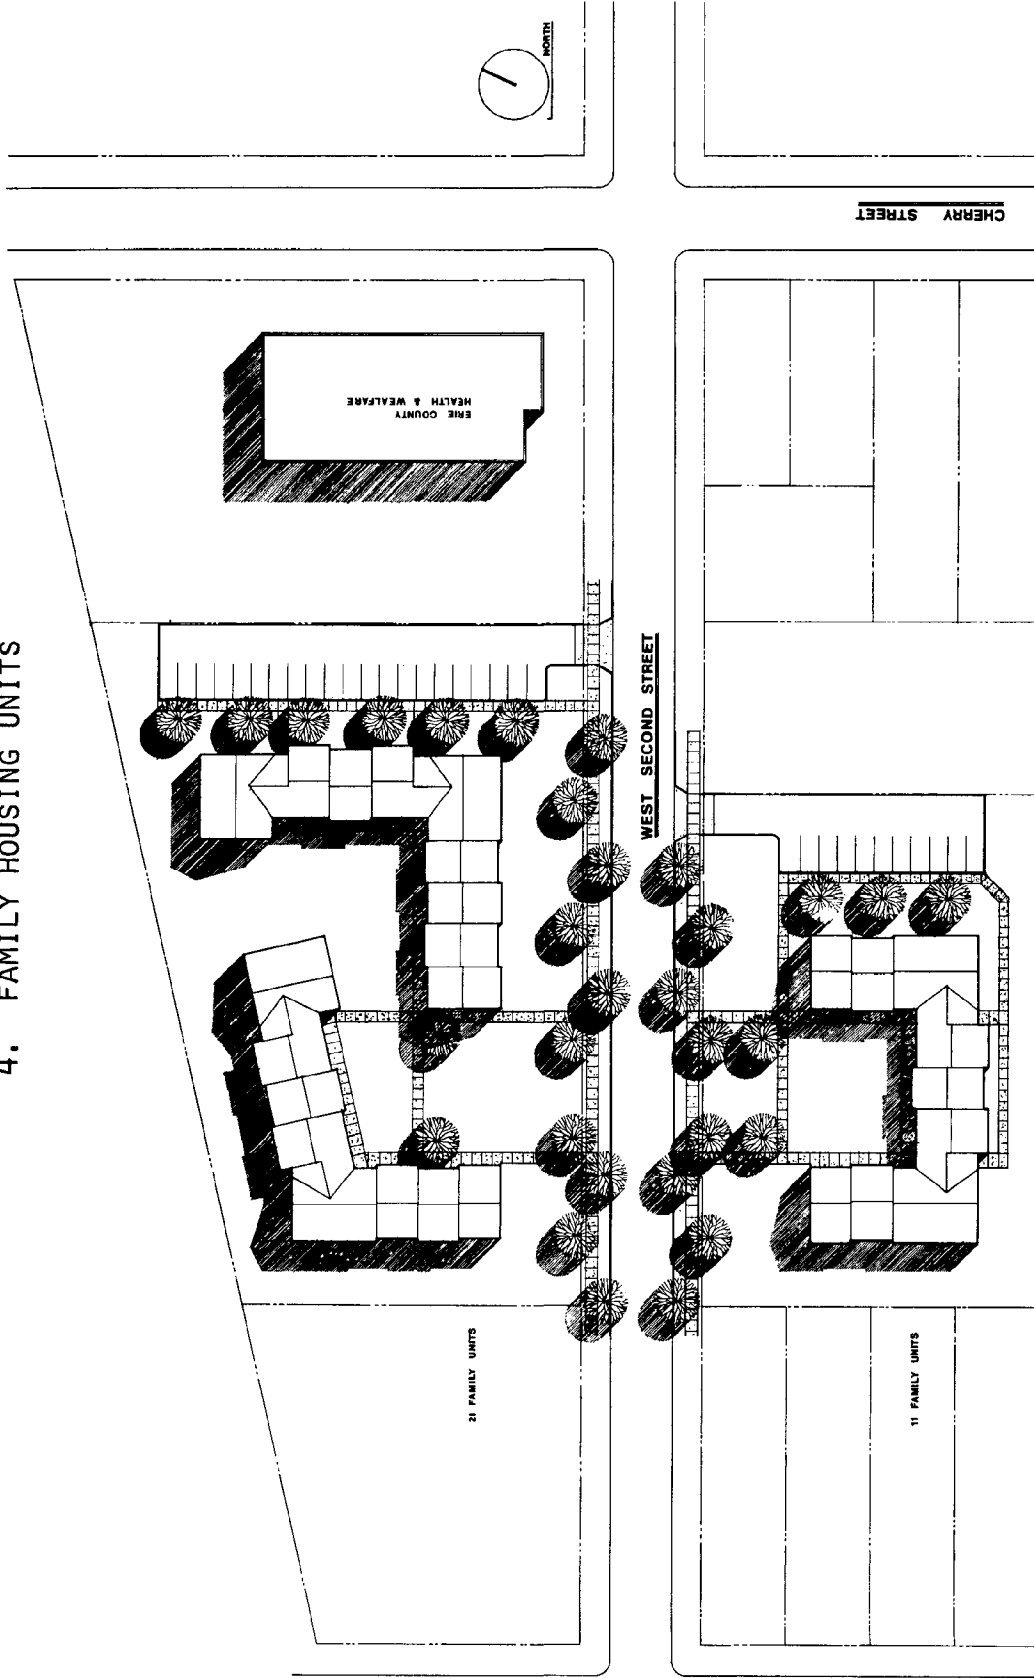 4. FAMILY HOUSING UNITS
NORTH
CHERRY STREET
ERIE COUNTY
HEALTH & WEALFARE
WEST SECOND STREET
21 FAMILY UNITS
11 FAMILY UNITS